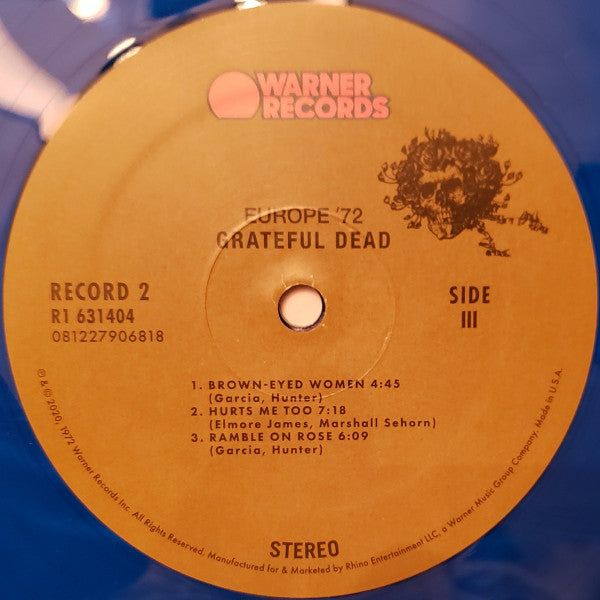 WARNER
RECORDS
EUROPE '72
GRATEFUL DEAD
RECORD 2
R1 631404
081227906818
SIDE
III
1. BROWN-EYED WOMEN 4:45
(Garcia, Hunter)
2. HURTS ME TOO 7:18
(Elmore James, Marshall Sehorn)
3. RAMBLE ON ROSE 6:09
(Garcia, Hunter)
STEREO
℗ & © 2020, 1972 Warner Records Inc. All Rights Reserved. Manufactured for & Marketed by Rhino Entertainment LLC, a Warner Music Group Company. Made in U.S.A.